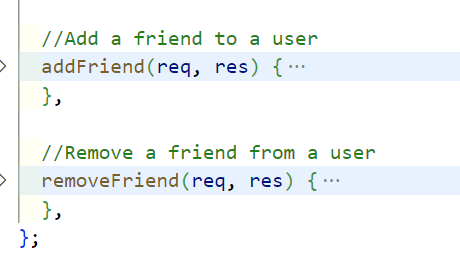 //Add a friend to a user
addFriend(req, res) {···
},
//Remove a friend from a user
removeFriend(req, res) {···
},
};